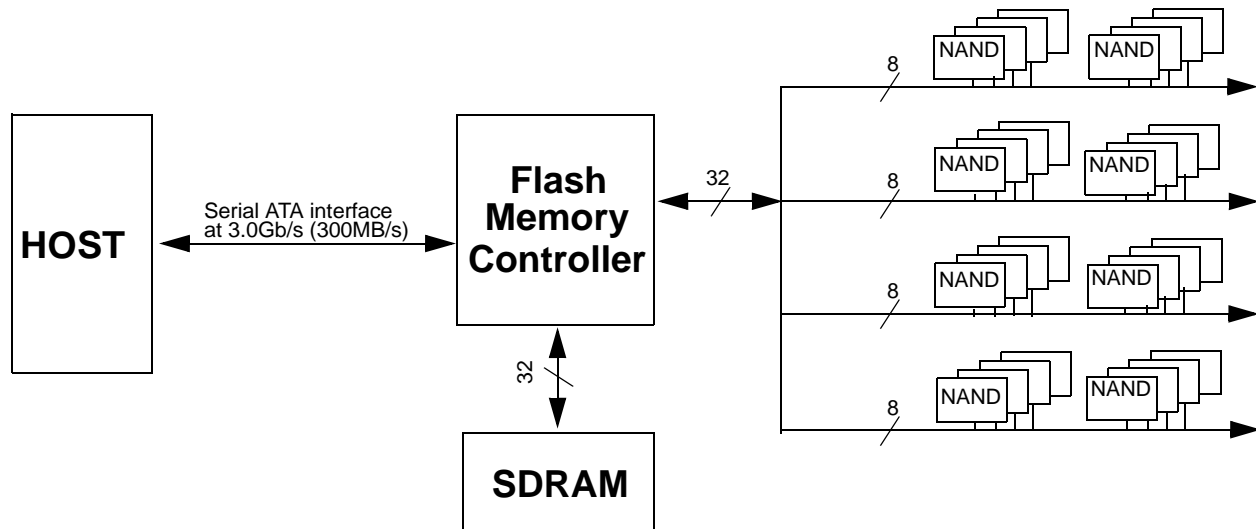 8
NAND
NAND
HOST
Serial ATA interface
at 3.0Gb/s (300MB/s)
Flash
Memory
Controller
32
8
NAND
NAND
8
NAND
NAND
32
8
NAND
NAND
SDRAM